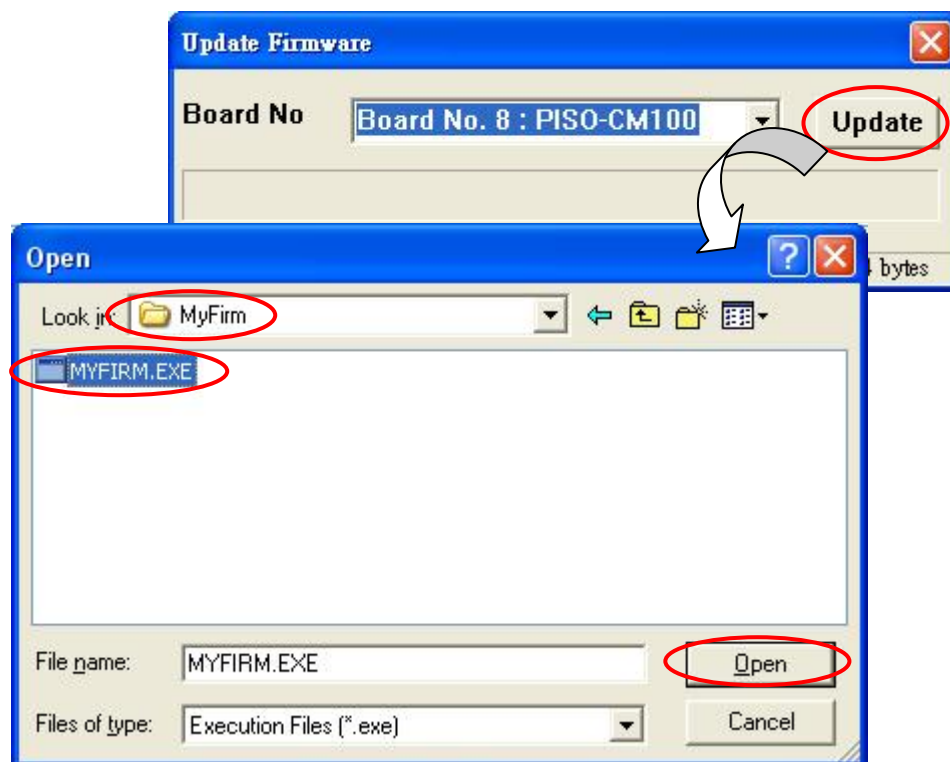 Update Firmware
Board No
Board No. 8 : PISO-CM100
Update
bytes
Open
Look in:
MyFirm
MYFIRM.EXE
File name:
MYFIRM.EXE
Open
Files of type:
Execution Files (*.exe)
Cancel